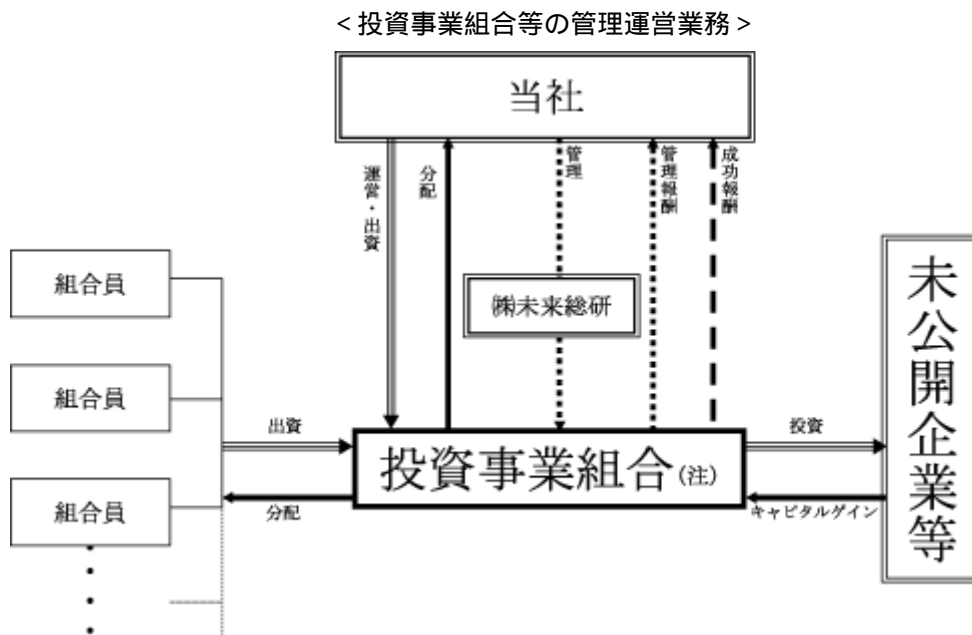 <投資事業組合等の管理運営業務>
当社
運営・出資
分配
管理
管理報酬
成功報酬
㈱未来総研
組合員
組合員
組合員
出資
分配
投資事業組合(注)
投資
キャピタルゲイン
未公開企業等